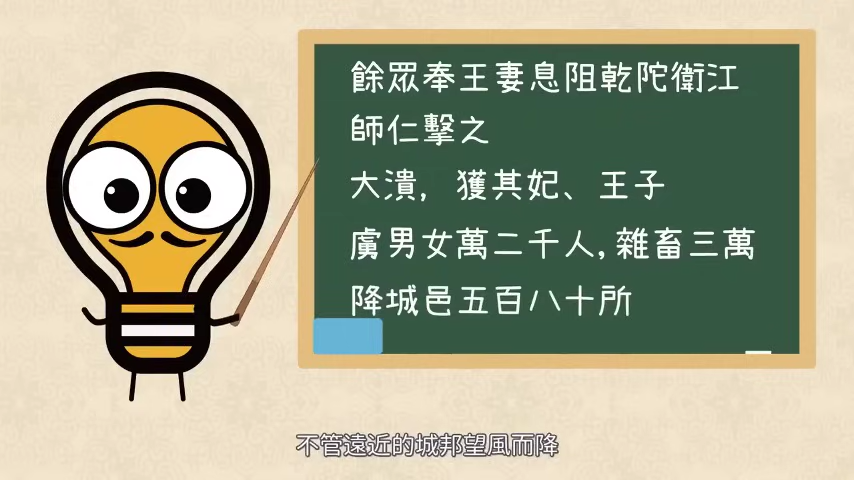 餘眾奉王妻息阻乾陀衛江
師仁擊之
大潰，獲其妃、王子
虜男女萬二千人,雜畜三萬
降城邑五百八十所
不管遠近的城邦望風而降